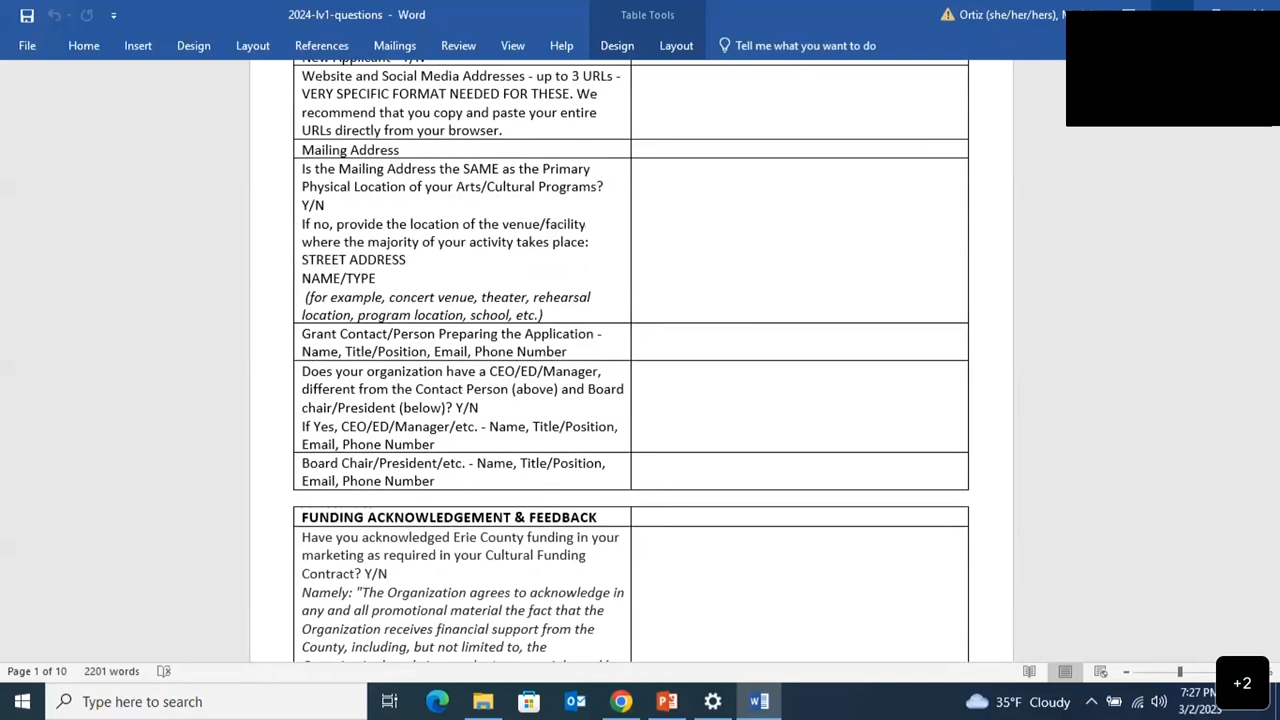 2024-lv1-questions - Word
Table Tools
Ortiz (she/her/hers),
File
Home
Insert
Design
Layout
References
Mailings
Review
View
Help
Design
Layout
Tell me what you want to do
New Applicant - Y/N
Website and Social Media Addresses - up to 3 URLs -
VERY SPECIFIC FORMAT NEEDED FOR THESE. We
recommend that you copy and paste your entire
URLs directly from your browser.
Mailing Address
Is the Mailing Address the SAME as the Primary
Physical Location of your Arts/Cultural Programs?
Y/N
If no, provide the location of the venue/facility
where the majority of your activity takes place:
STREET ADDRESS
NAME/TYPE
(for example, concert venue, theater, rehearsal
location, program location, school, etc.)
Grant Contact/Person Preparing the Application -
Name, Title/Position, Email, Phone Number
Does your organization have a CEO/ED/Manager,
different from the Contact Person (above) and Board
chair/President (below)? Y/N
If Yes, CEO/ED/Manager/etc. - Name, Title/Position,
Email, Phone Number
Board Chair/President/etc. - Name, Title/Position,
Email, Phone Number
FUNDING ACKNOWLEDGEMENT & FEEDBACK
Have you acknowledged Erie County funding in your
marketing as required in your Cultural Funding
Contract? Y/N
Namely: "The Organization agrees to acknowledge in
any and all promotional material the fact that the
Organization receives financial support from the
County, including, but not limited to, the
Page 1 of 10
2201 words
+2
Type here to search
35°F Cloudy
7:27 PM
3/2/2023